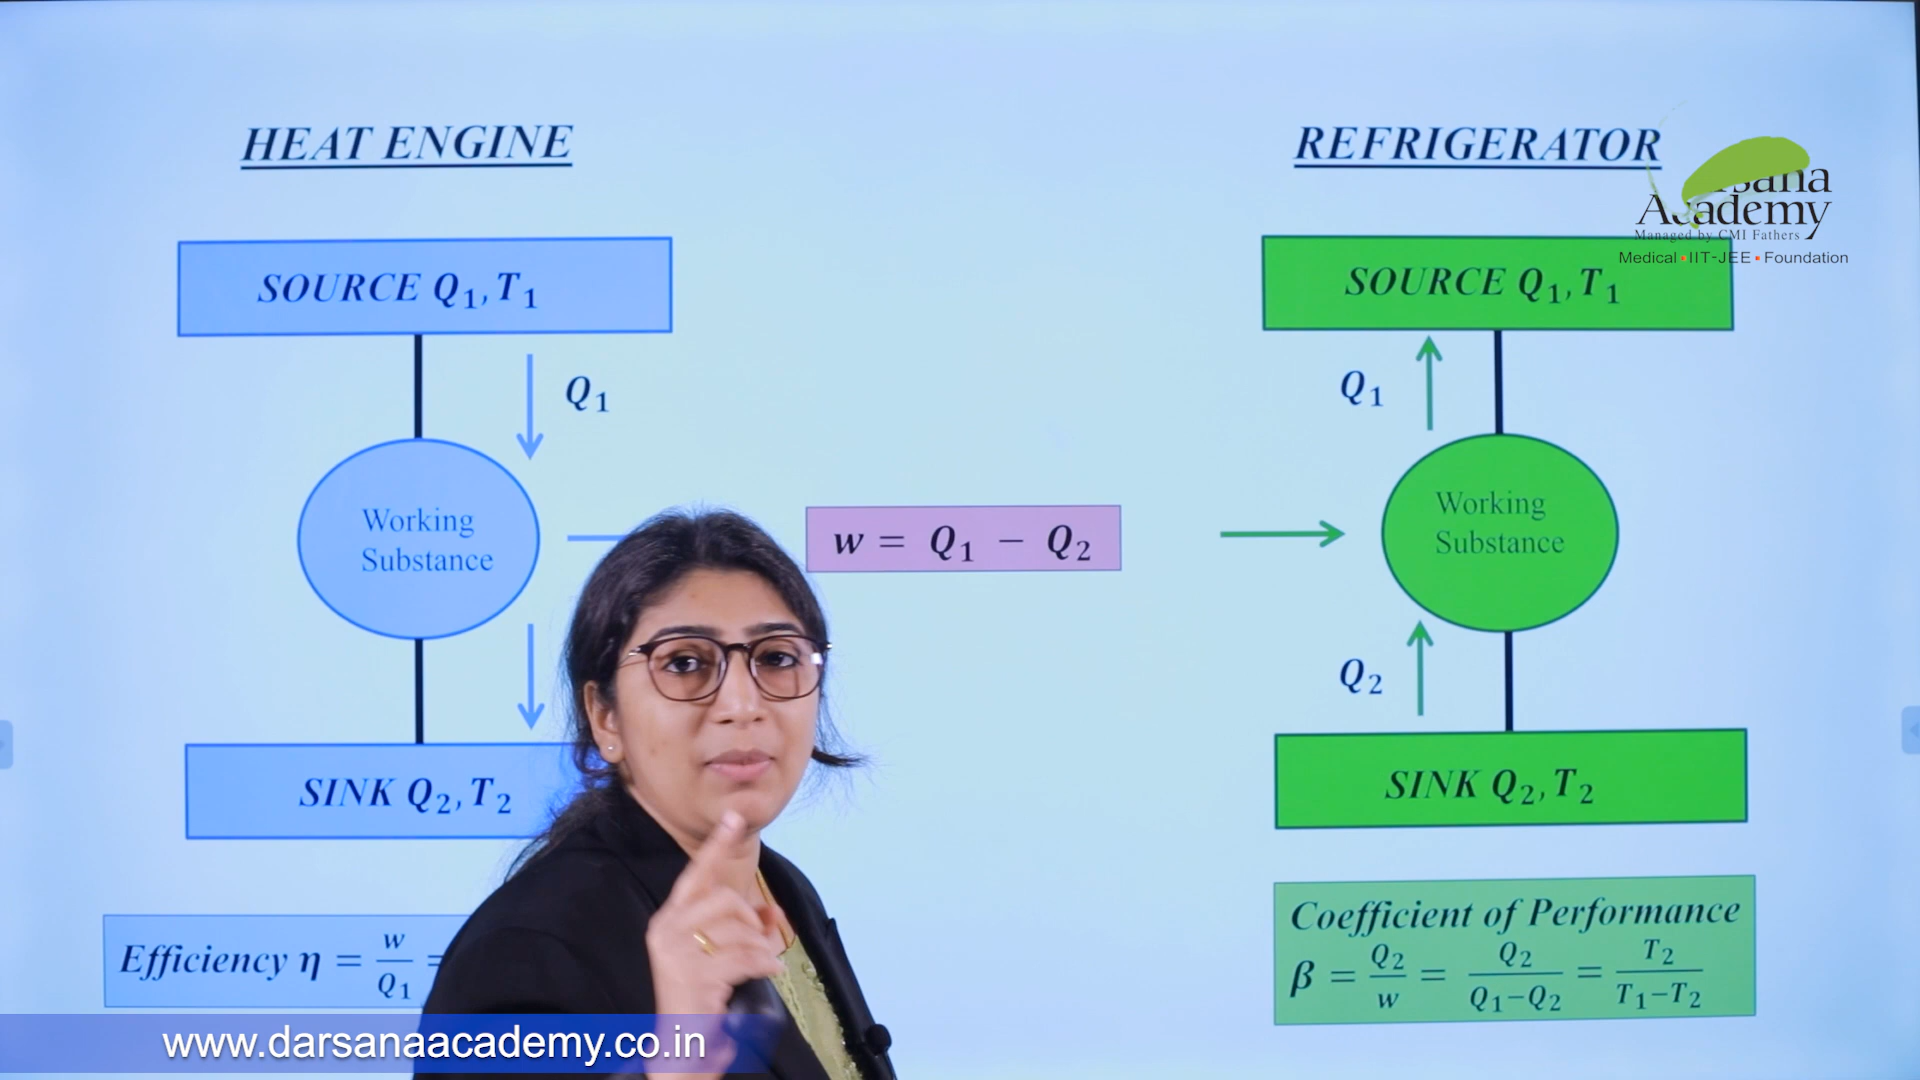 HEAT ENGINE
SOURCE Q₁, T₁
Q₁
Working
Substance
SINK Q₂, T₂
Efficiency η = w/Q₁ =
w = Q₁ − Q₂
REFRIGERATOR
Academy
Managed by CMI Fathers
Medical ▪ IIT-JEE ▪ Foundation
SOURCE Q₁, T₁
Q₁
Working
Substance
Q₂
SINK Q₂, T₂
Coefficient of Performance
β = Q₂/w = Q₂/(Q₁−Q₂) = T₂/(T₁−T₂)
www.darsanaacademy.co.in